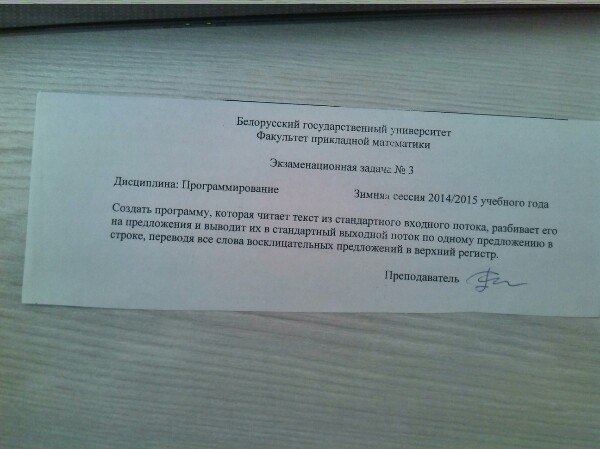 Белорусский государственный университет
Факультет прикладной математики
Экзаменационная задача № 3
Дисциплина: Программирование Зимняя сессия 2014/2015 учебного года
Создать программу, которая читает текст из стандартного входного потока, разбивает его
на предложения и выводит их в стандартный выходной поток по одному предложению в
строке, переводя все слова восклицательных предложений в верхний регистр.
Преподаватель